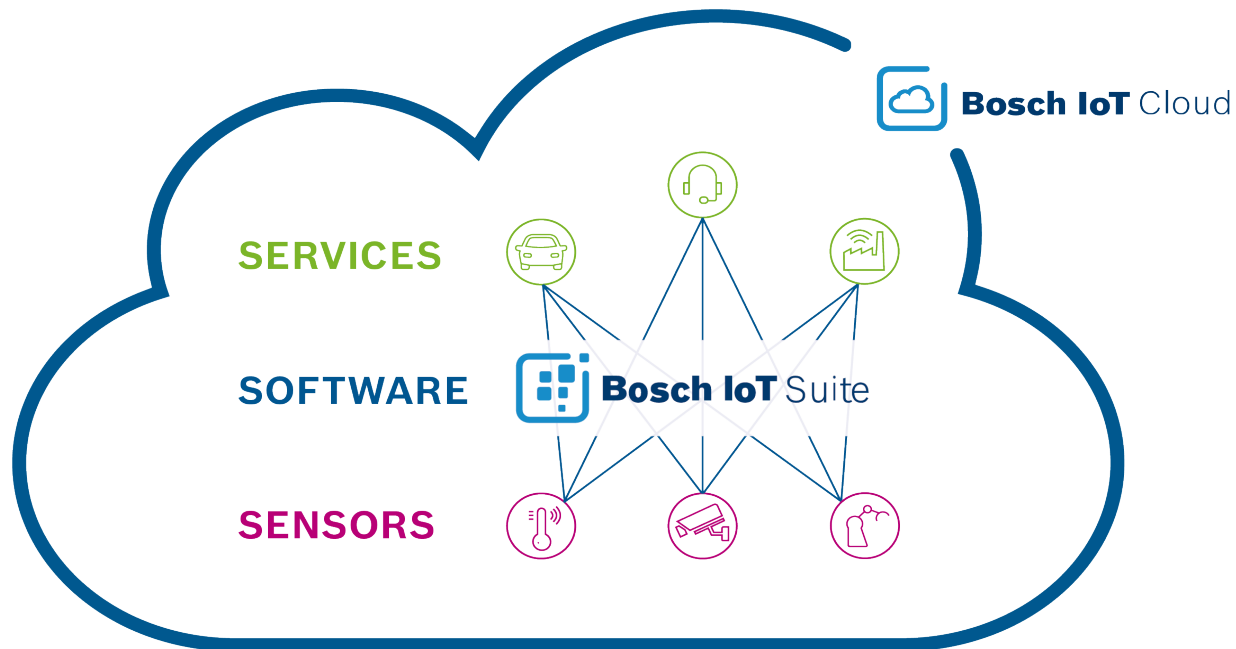 Bosch IoT Cloud
SERVICES
SOFTWARE
Bosch IoT Suite
SENSORS